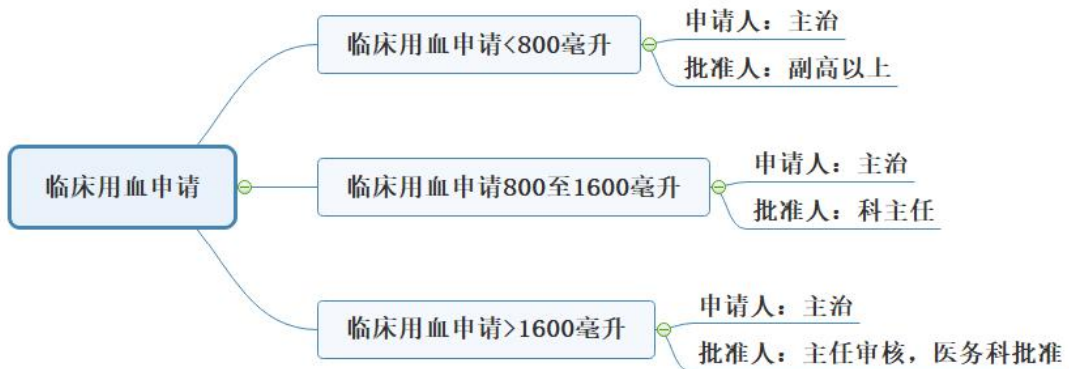 临床用血申请
临床用血申请<800毫升
申请人：主治
批准人：副高以上
临床用血申请800至1600毫升
申请人：主治
批准人：科主任
临床用血申请>1600毫升
申请人：主治
批准人：主任审核，医务科批准